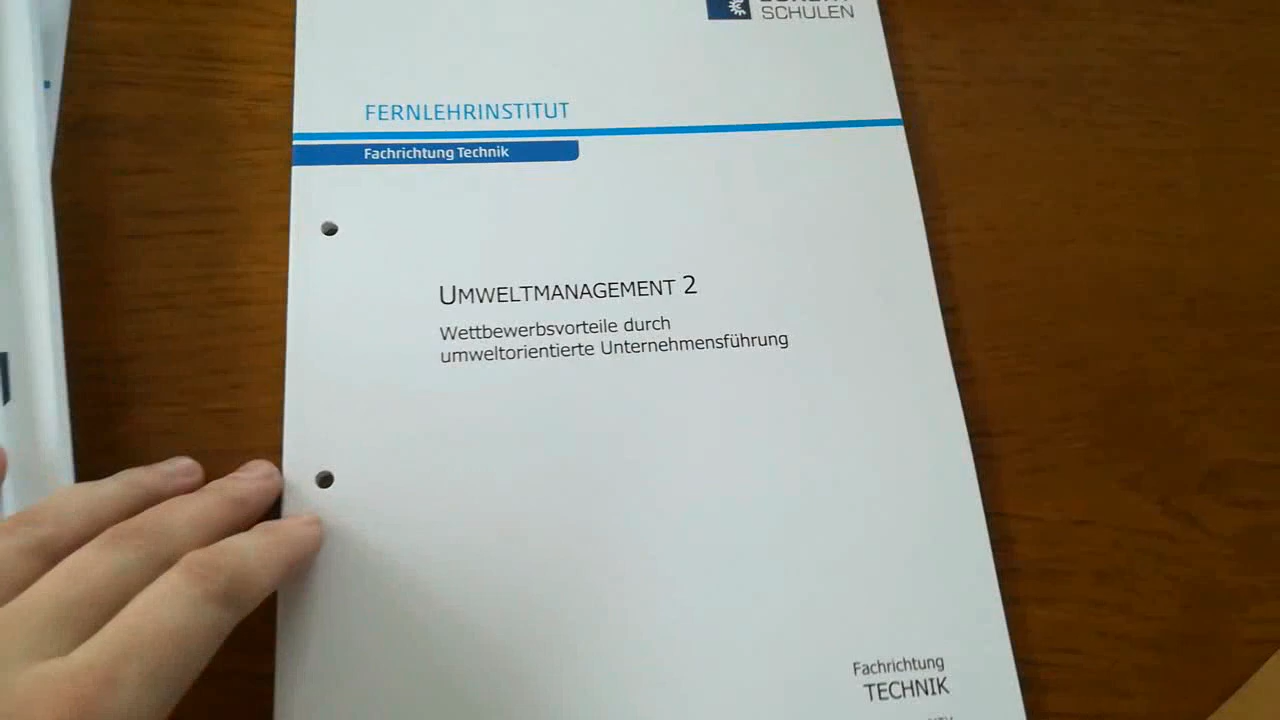 SCHULEN
FERNLEHRINSTITUT
Fachrichtung Technik
UMWELTMANAGEMENT 2
Wettbewerbsvorteile durch
umweltorientierte Unternehmensführung
Fachrichtung
TECHNIK